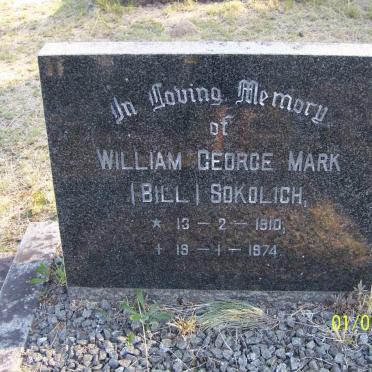 In Loving Memory
of
WILLIAM GEORGE MARK
(BILL) SOKOLICH,
* 13 - 2 - 1910,
+ 19 - 1 - 1974.
01/0